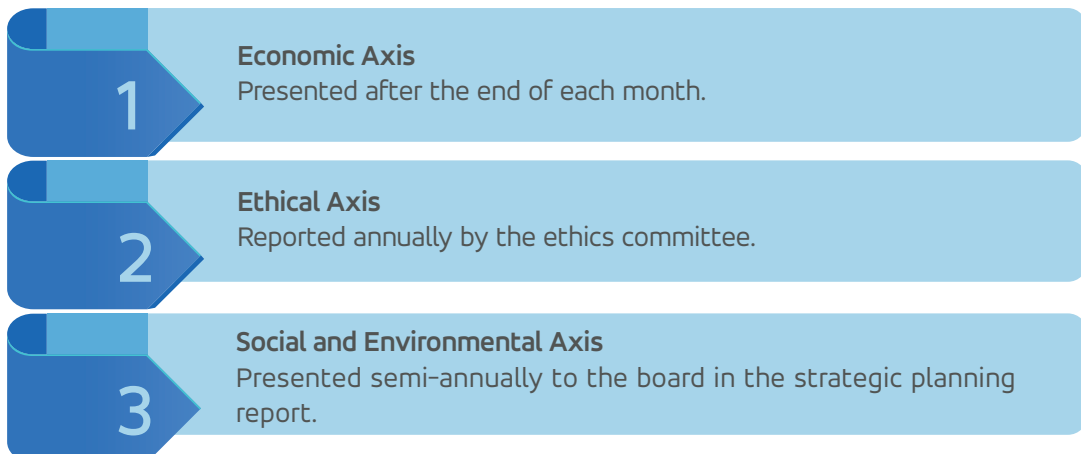 1
Economic Axis
Presented after the end of each month.
2
Ethical Axis
Reported annually by the ethics committee.
3
Social and Environmental Axis
Presented semi-annually to the board in the strategic planning
report.